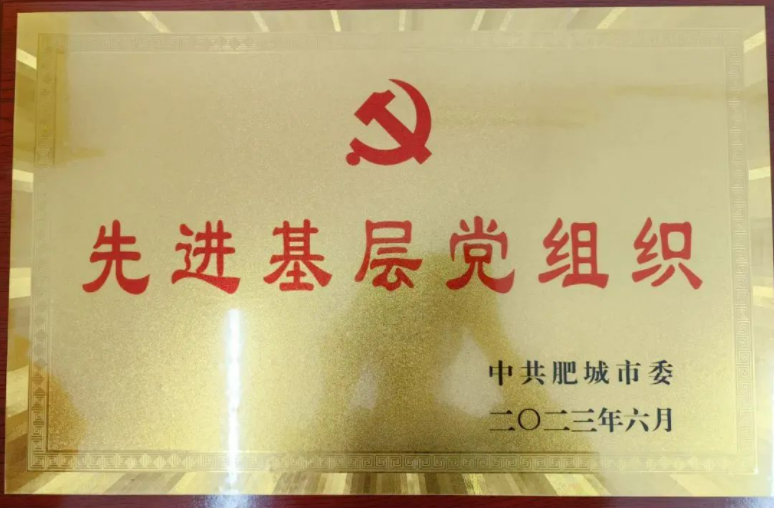 先进基层党组织
中共肥城市委
二〇二三年六月